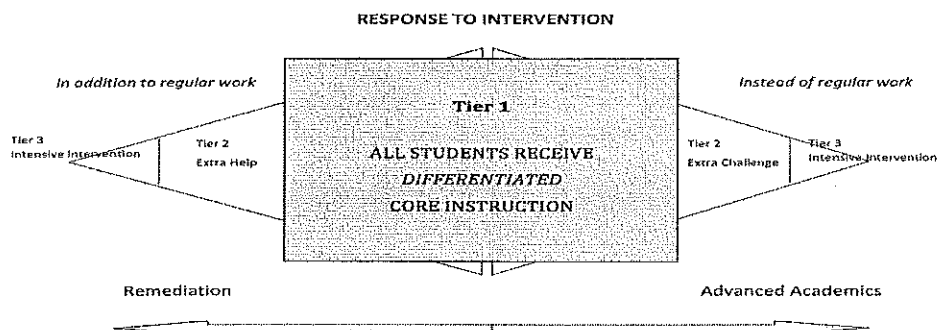 RESPONSE TO INTERVENTION
In addition to regular work
Instead of regular work
Tier 1
ALL STUDENTS RECEIVE
DIFFERENTIATED
CORE INSTRUCTION
Tier 3
Intensive Intervention
Tier 2
Extra Help
Tier 2
Extra Challenge
Tier 3
Intensive Intervention
Remediation
Advanced Academics